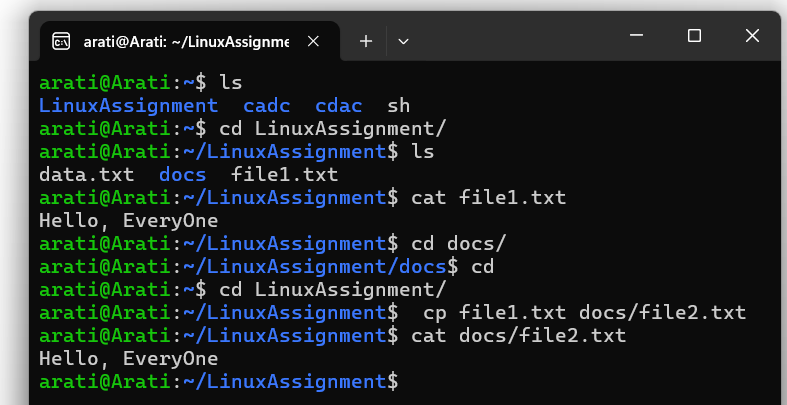 arati@Arati: ~/LinuxAssignme
arati@Arati:~$ ls
LinuxAssignment  cadc  cdac  sh
arati@Arati:~$ cd LinuxAssignment/
arati@Arati:~/LinuxAssignment$ ls
data.txt  docs  file1.txt
arati@Arati:~/LinuxAssignment$ cat file1.txt
Hello, EveryOne
arati@Arati:~/LinuxAssignment$ cd docs/
arati@Arati:~/LinuxAssignment/docs$ cd
arati@Arati:~$ cd LinuxAssignment/
arati@Arati:~/LinuxAssignment$  cp file1.txt docs/file2.txt
arati@Arati:~/LinuxAssignment$ cat docs/file2.txt
Hello, EveryOne
arati@Arati:~/LinuxAssignment$